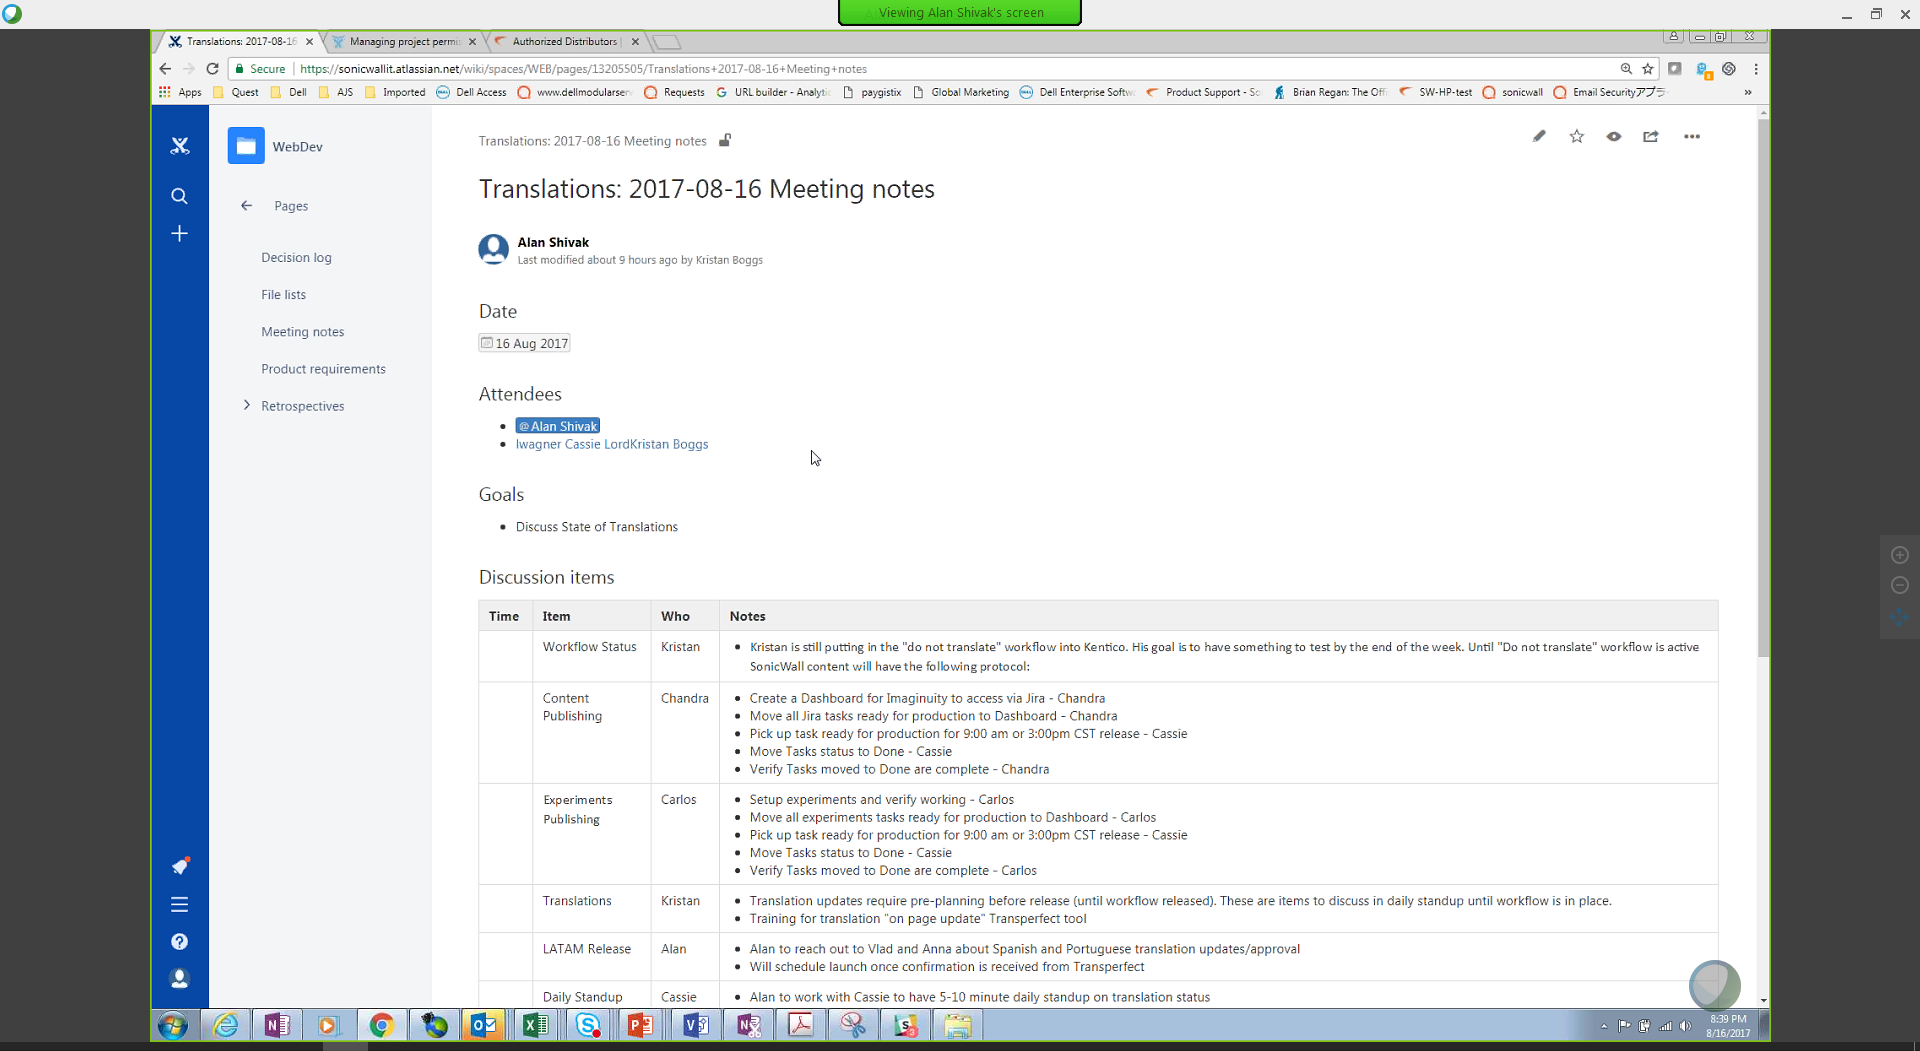 Viewing Alan Shivak's screen
Translations: 2017-08-16
Managing project permis
Authorized Distributors |
Secure | https://sonicwallit.atlassian.net/wiki/spaces/WEB/pages/13205505/Translations+2017-08-16+Meeting+notes
Apps Quest Dell AJS Imported Dell Access www.dellmodularserv Requests URL builder - Analytic paygistix Global Marketing Dell Enterprise Softw Product Support - So Brian Regan: The Offi SW-HP-test sonicwall Email Securityアプラ »
WebDev
Pages
Decision log
File lists
Meeting notes
Product requirements
Retrospectives
Translations: 2017-08-16 Meeting notes
Translations: 2017-08-16 Meeting notes
Alan Shivak
Last modified about 9 hours ago by Kristan Boggs
Date
16 Aug 2017
Attendees
@Alan Shivak
lwagner Cassie LordKristan Boggs
Goals
Discuss State of Translations
Discussion items
Time Item Who Notes
Workflow Status Kristan
Kristan is still putting in the "do not translate" workflow into Kentico. His goal is to have something to test by the end of the week. Until "Do not translate" workflow is active
SonicWall content will have the following protocol:
Content
Publishing
Chandra
Create a Dashboard for Imaginuity to access via Jira - Chandra
Move all Jira tasks ready for production to Dashboard - Chandra
Pick up task ready for production for 9:00 am or 3:00pm CST release - Cassie
Move Tasks status to Done - Cassie
Verify Tasks moved to Done are complete - Chandra
Experiments
Publishing
Carlos
Setup experiments and verify working - Carlos
Move all experiments tasks ready for production to Dashboard - Carlos
Pick up task ready for production for 9:00 am or 3:00pm CST release - Cassie
Move Tasks status to Done - Cassie
Verify Tasks moved to Done are complete - Carlos
Translations Kristan
Translation updates require pre-planning before release (until workflow released). These are items to discuss in daily standup until workflow is in place.
Training for translation "on page update" Transperfect tool
LATAM Release Alan
Alan to reach out to Vlad and Anna about Spanish and Portuguese translation updates/approval
Will schedule launch once confirmation is received from Transperfect
Daily Standup Cassie
Alan to work with Cassie to have 5-10 minute daily standup on translation status
8:39 PM
8/16/2017